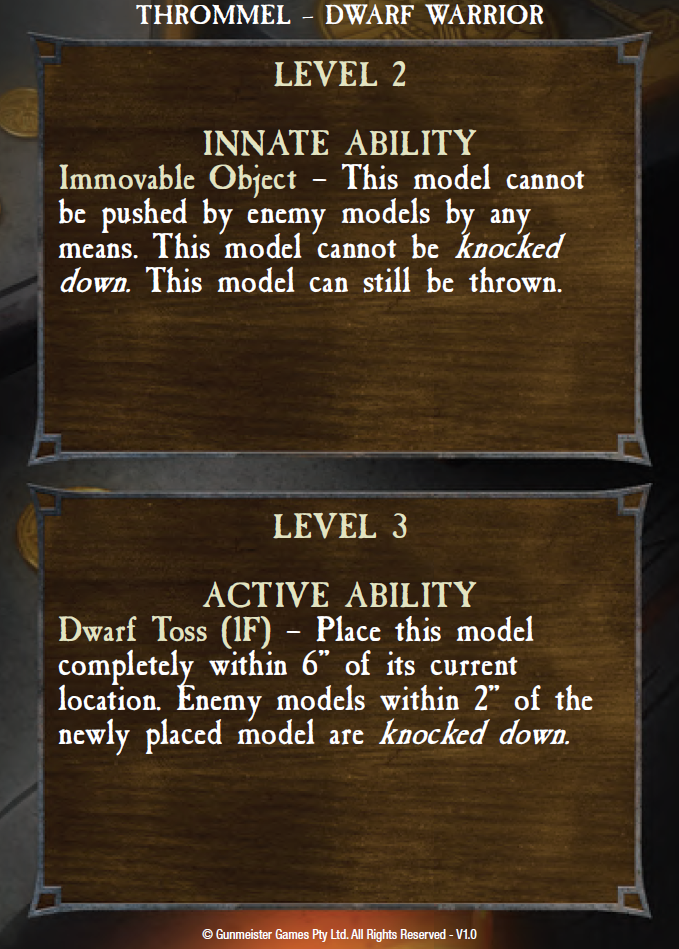 THROMMEL – DWARF WARRIOR
LEVEL 2
INNATE ABILITY
Immovable Object – This model cannot
be pushed by enemy models by any
means. This model cannot be knocked
down. This model can still be thrown.
LEVEL 3
ACTIVE ABILITY
Dwarf Toss (1F) – Place this model
completely within 6” of its current
location. Enemy models within 2” of the
newly placed model are knocked down.
© Gunmeister Games Pty Ltd. All Rights Reserved - V1.0